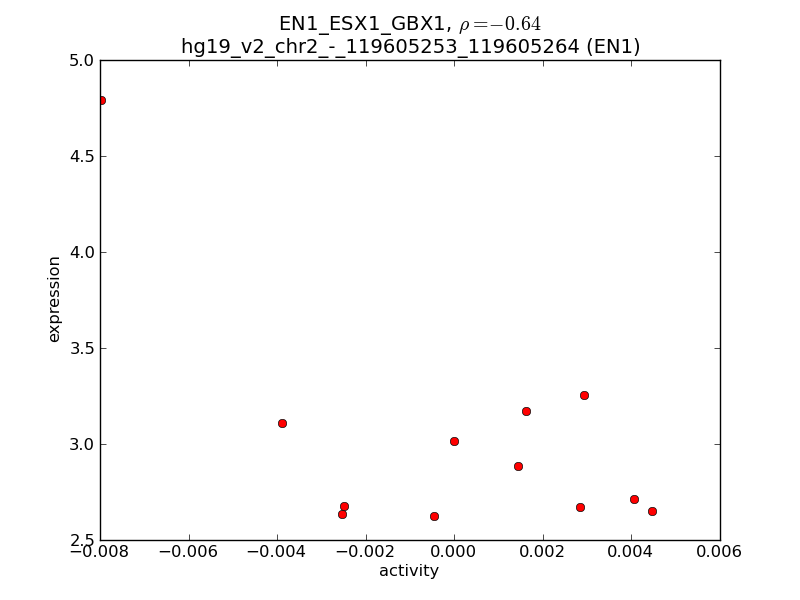 EN1_ESX1_GBX1, ρ=−0.64
hg19_v2_chr2_-_119605253_119605264 (EN1)
5.0
4.5
4.0
3.5
3.0
2.5
expression
−0.008 −0.006 −0.004 −0.002 0.000 0.002 0.004 0.006
activity